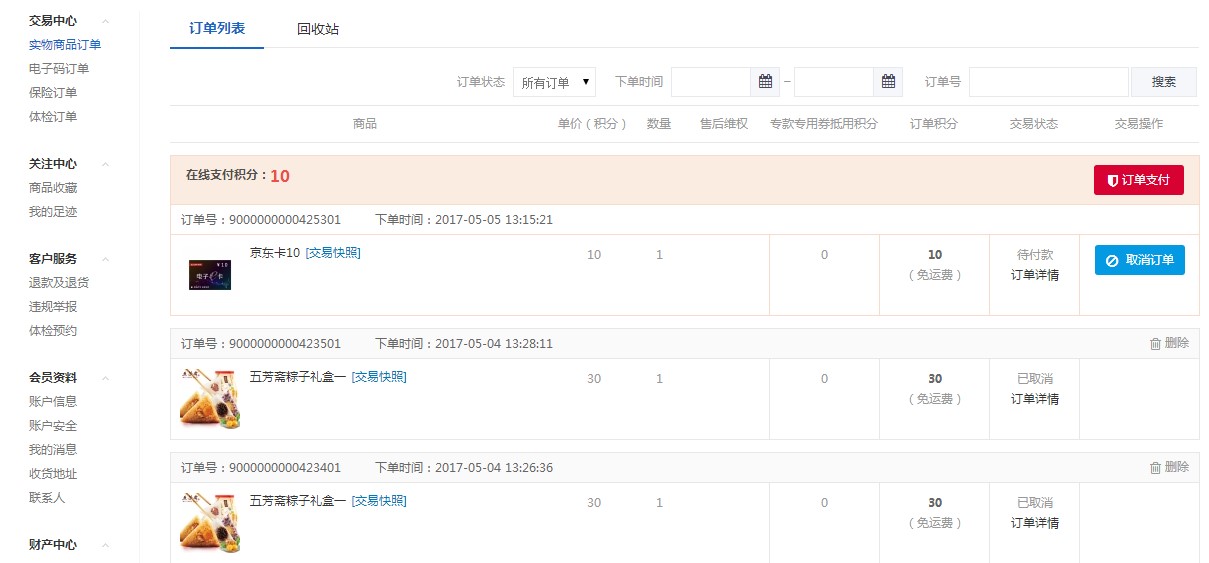 交易中心
实物商品订单
电子码订单
保险订单
体检订单
关注中心
商品收藏
我的足迹
客户服务
退款及退货
违规举报
体检预约
会员资料
账户信息
账户安全
我的消息
收货地址
联系人
财产中心
订单列表 回收站
订单状态 所有订单 下单时间 – 订单号 搜索
商品 单价（积分） 数量 售后维权 专款专用券抵用积分 订单积分 交易状态 交易操作
在线支付积分：10 订单支付
订单号：9000000000425301 下单时间：2017-05-05 13:15:21
京东卡10 [交易快照] 10 1 0 10 待付款 取消订单
（免运费） 订单详情
¥10
电子e卡
订单号：9000000000423501 下单时间：2017-05-04 13:28:11 删除
五芳斋粽子礼盒一 [交易快照] 30 1 0 30 已取消
（免运费） 订单详情
订单号：9000000000423401 下单时间：2017-05-04 13:26:36 删除
五芳斋粽子礼盒一 [交易快照] 30 1 0 30 已取消
（免运费） 订单详情